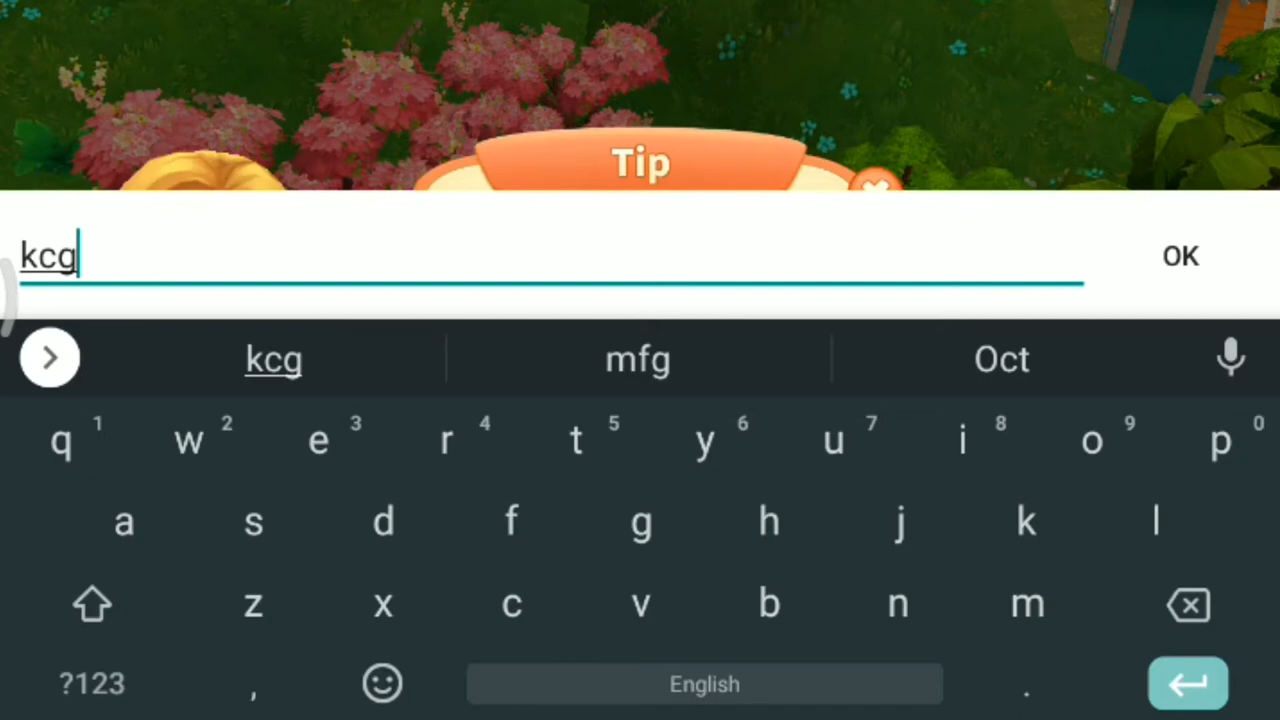 Tip
kcg
OK
kcg mfg Oct
q 1 w 2 e 3 r 4 t 5 y 6 u 7 i 8 o 9 p 0
a s d f g h j k l
z x c v b n m
?123 , English .